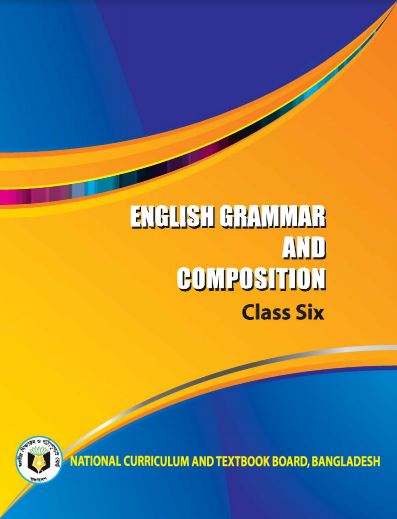 ENGLISH GRAMMAR
AND
COMPOSITION
Class Six
NATIONAL CURRICULUM AND TEXTBOOK BOARD, BANGLADESH